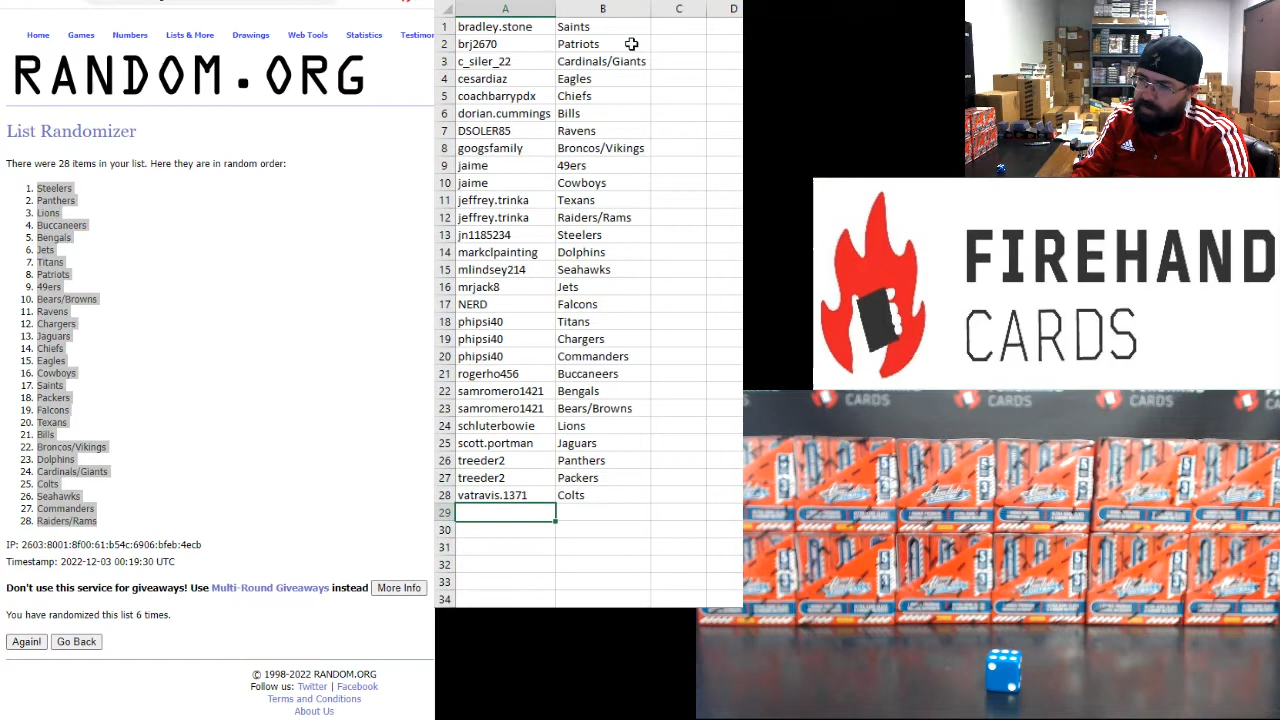 Home Games Numbers Lists & More Drawings Web Tools Statistics Testimor
RANDOM.ORG
List Randomizer
There were 28 items in your list. Here they are in random order:
1. Steelers
2. Panthers
3. Lions
4. Buccaneers
5. Bengals
6. Jets
7. Titans
8. Patriots
9. 49ers
10. Bears/Browns
11. Ravens
12. Chargers
13. Jaguars
14. Chiefs
15. Eagles
16. Cowboys
17. Saints
18. Packers
19. Falcons
20. Texans
21. Bills
22. Broncos/Vikings
23. Dolphins
24. Cardinals/Giants
25. Colts
26. Seahawks
27. Commanders
28. Raiders/Rams
IP: 2603:8001:8f00:61:b54c:6906:bfeb:4ecb
Timestamp: 2022-12-03 00:19:30 UTC
Don't use this service for giveaways! Use Multi-Round Giveaways instead More Info
You have randomized this list 6 times.
Again! Go Back
© 1998-2022 RANDOM.ORG
Follow us: Twitter | Facebook
Terms and Conditions
About Us
A B C D
1 bradley.stone Saints
2 brj2670 Patriots
3 c_siler_22 Cardinals/Giants
4 cesardiaz Eagles
5 coachbarrypdx Chiefs
6 dorian.cummings Bills
7 DSOLER85 Ravens
8 googsfamily Broncos/Vikings
9 jaime 49ers
10 jaime Cowboys
11 jeffrey.trinka Texans
12 jeffrey.trinka Raiders/Rams
13 jn1185234 Steelers
14 markclpainting Dolphins
15 mlindsey214 Seahawks
16 mrjack8 Jets
17 NERD Falcons
18 phipsi40 Titans
19 phipsi40 Chargers
20 phipsi40 Commanders
21 rogerho456 Buccaneers
22 samromero1421 Bengals
23 samromero1421 Bears/Browns
24 schluterbowie Lions
25 scott.portman Jaguars
26 treeder2 Panthers
27 treeder2 Packers
28 vatravis.1371 Colts
29
30
31
32
33
34
FIREHAND
CARDS
CARDS